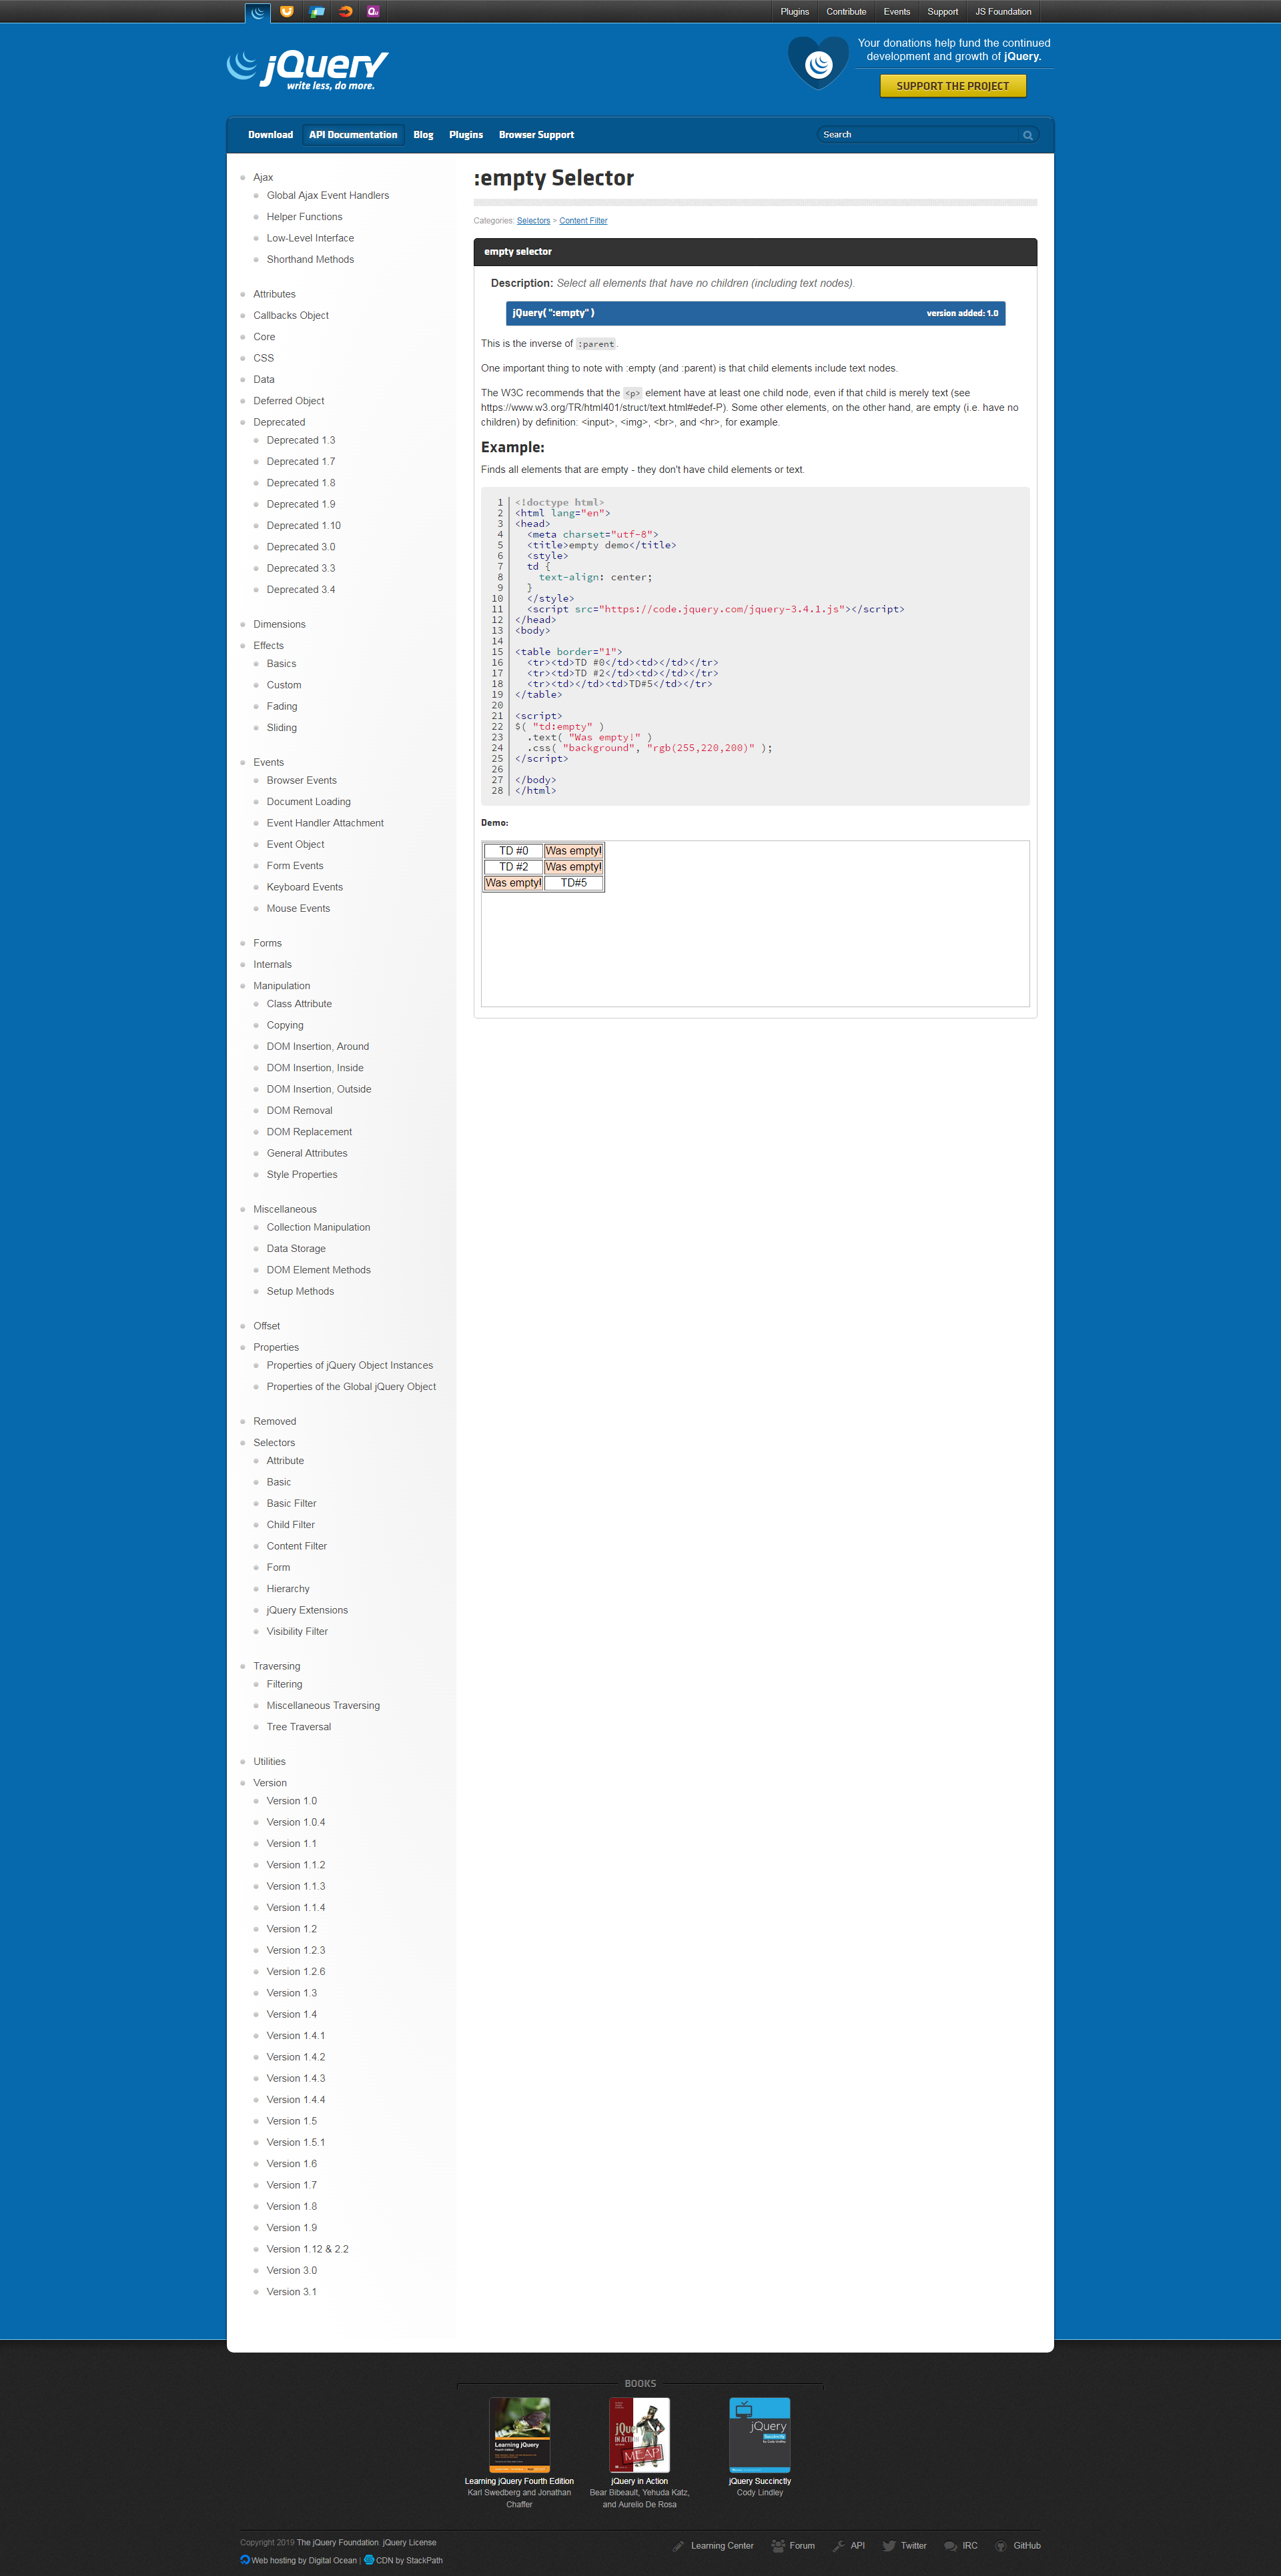 Plugins
Contribute
Events
Support
JS Foundation
jQuery
write less, do more.
Your donations help fund the continued
development and growth of jQuery.
SUPPORT THE PROJECT
Download
API Documentation
Blog
Plugins
Browser Support
Search
Ajax
Global Ajax Event Handlers
Helper Functions
Low-Level Interface
Shorthand Methods
Attributes
Callbacks Object
Core
CSS
Data
Deferred Object
Deprecated
Deprecated 1.3
Deprecated 1.7
Deprecated 1.8
Deprecated 1.9
Deprecated 1.10
Deprecated 3.0
Deprecated 3.3
Deprecated 3.4
Dimensions
Effects
Basics
Custom
Fading
Sliding
Events
Browser Events
Document Loading
Event Handler Attachment
Event Object
Form Events
Keyboard Events
Mouse Events
Forms
Internals
Manipulation
Class Attribute
Copying
DOM Insertion, Around
DOM Insertion, Inside
DOM Insertion, Outside
DOM Removal
DOM Replacement
General Attributes
Style Properties
Miscellaneous
Collection Manipulation
Data Storage
DOM Element Methods
Setup Methods
Offset
Properties
Properties of jQuery Object Instances
Properties of the Global jQuery Object
Removed
Selectors
Attribute
Basic
Basic Filter
Child Filter
Content Filter
Form
Hierarchy
jQuery Extensions
Visibility Filter
Traversing
Filtering
Miscellaneous Traversing
Tree Traversal
Utilities
Version
Version 1.0
Version 1.0.4
Version 1.1
Version 1.1.2
Version 1.1.3
Version 1.1.4
Version 1.2
Version 1.2.3
Version 1.2.6
Version 1.3
Version 1.4
Version 1.4.1
Version 1.4.2
Version 1.4.3
Version 1.4.4
Version 1.5
Version 1.5.1
Version 1.6
Version 1.7
Version 1.8
Version 1.9
Version 1.12 & 2.2
Version 3.0
Version 3.1
:empty Selector
Categories: Selectors > Content Filter
empty selector
Description: Select all elements that have no children (including text nodes).
jQuery( ":empty" )
version added: 1.0
This is the inverse of :parent.
One important thing to note with :empty (and :parent) is that child elements include text nodes.
The W3C recommends that the <p> element have at least one child node, even if that child is merely text (see
https://www.w3.org/TR/html401/struct/text.html#edef-P). Some other elements, on the other hand, are empty (i.e. have no
children) by definition: <input>, <img>, <br>, and <hr>, for example.
Example:
Finds all elements that are empty - they don't have child elements or text.
1 <!doctype html>
2 <html lang="en">
3 <head>
4   <meta charset="utf-8">
5   <title>empty demo</title>
6   <style>
7   td {
8     text-align: center;
9   }
10   </style>
11   <script src="https://code.jquery.com/jquery-3.4.1.js"></script>
12 </head>
13 <body>
14
15 <table border="1">
16   <tr><td>TD #0</td><td></td></tr>
17   <tr><td>TD #2</td><td></td></tr>
18   <tr><td></td><td>TD#5</td></tr>
19 </table>
20
21 <script>
22 $( "td:empty" )
23   .text( "Was empty!" )
24   .css( "background", "rgb(255,220,200)" );
25 </script>
26
27 </body>
28 </html>
Demo:
TD #0 Was empty!
TD #2 Was empty!
Was empty! TD#5
BOOKS
Learning jQuery
jQuery
IN ACTION
MEAP
jQuery
Learning jQuery Fourth Edition
Karl Swedberg and Jonathan
Chaffer
jQuery in Action
Bear Bibeault, Yehuda Katz,
and Aurelio De Rosa
jQuery Succinctly
Cody Lindley
Copyright 2019 The jQuery Foundation. jQuery License
Web hosting by Digital Ocean | CDN by StackPath
Learning Center
Forum
API
Twitter
IRC
GitHub